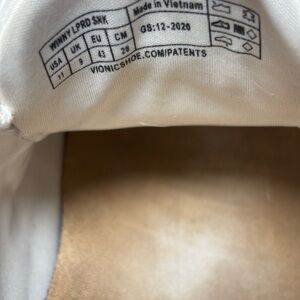 WINNY LPRD SNK
Made in Vietnam
USA UK EU CM
GS:12-2020
11 9 43 28
VIONICSHOE.COM/PATENTS